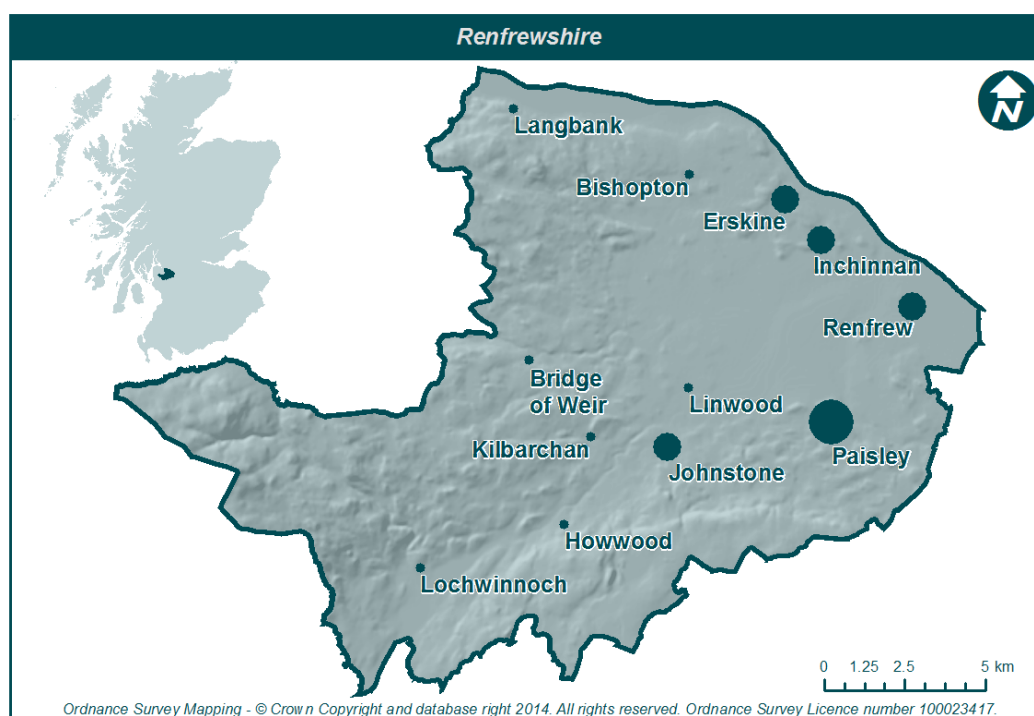 Renfrewshire
N
Langbank
Bishopton
Erskine
Inchinnan
Renfrew
Bridge
of Weir
Linwood
Kilbarchan
Johnstone
Paisley
Howwood
Lochwinnoch
0 1.25 2.5 5 km
Ordnance Survey Mapping - © Crown Copyright and database right 2014. All rights reserved. Ordnance Survey Licence number 100023417.